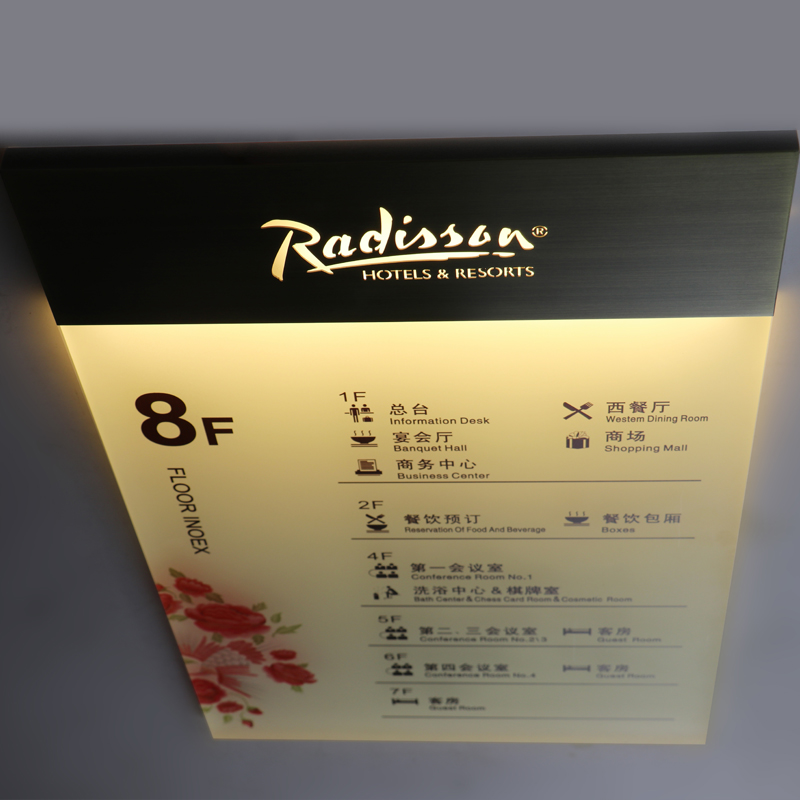 Radisson®
HOTELS & RESORTS
8F
FLOOR INOEX
1F
总台
Information Desk
西餐厅
Western Dining Room
宴会厅
Banquet Hall
商场
Shopping Mall
商务中心
Business Center
2F
餐饮预订
Reservation Of Food And Beverage
餐饮包厢
Boxes
4F
第一会议室
Conference Room No.1
洗浴中心&棋牌室
Bath Center & Chess Card Room & Cosmetic Room
5F
第二.三会议室
Conference Room No.2\3
客房
Guest Room
6F
第四会议室
Conference Room No.4
客房
Guest Room
7F
客房
Guest Room